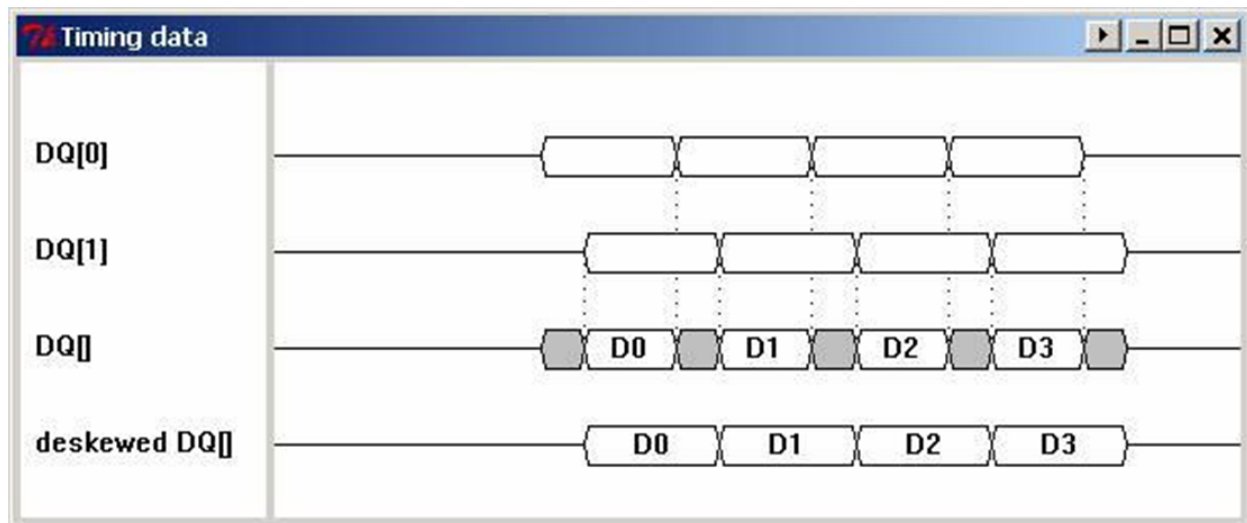 Timing data
DQ[0]
DQ[1]
DQ[] D0 D1 D2 D3
deskewed DQ[] D0 D1 D2 D3